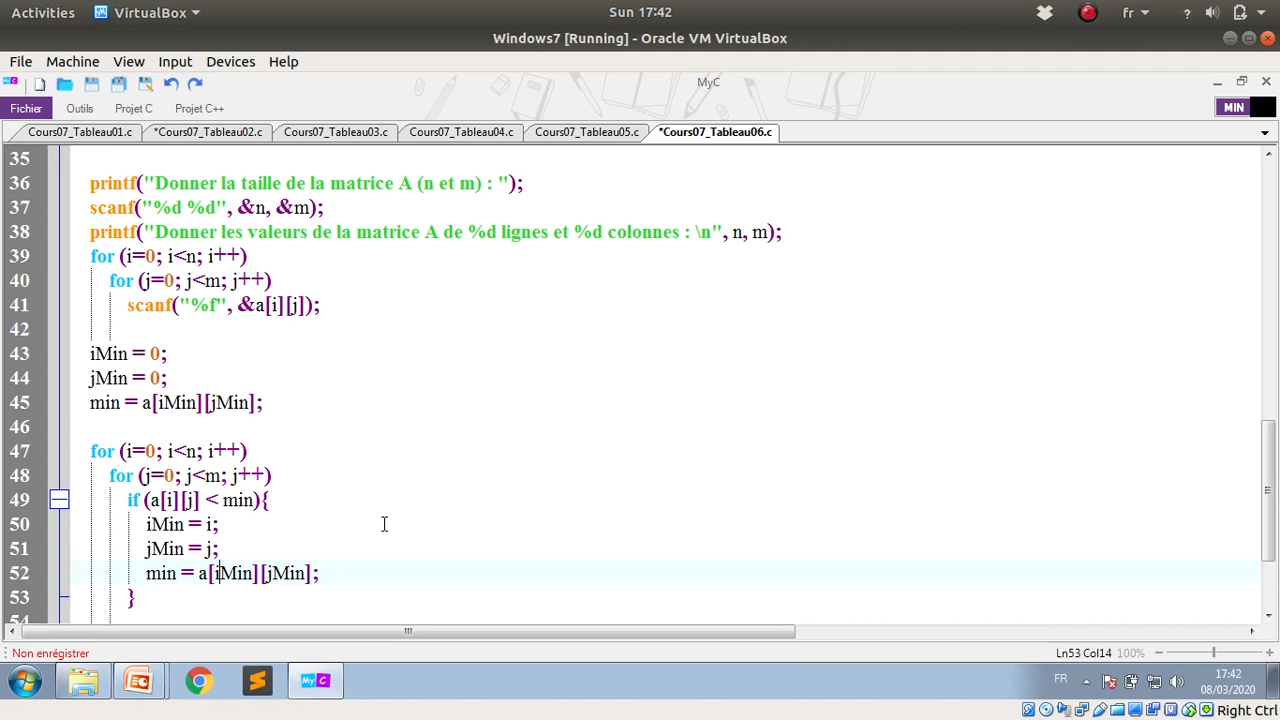 Activities VirtualBox Sun 17:42 fr ?
Windows7 [Running] - Oracle VM VirtualBox
File Machine View Input Devices Help
MyC MyC
Fichier Outils Projet C Projet C++ MIN
Cours07_Tableau01.c *Cours07_Tableau02.c Cours07_Tableau03.c Cours07_Tableau04.c Cours07_Tableau05.c *Cours07_Tableau06.c
35
36 printf("Donner la taille de la matrice A (n et m) : ");
37 scanf("%d %d", &n, &m);
38 printf("Donner les valeurs de la matrice A de %d lignes et %d colonnes : \n", n, m);
39 for (i=0; i<n; i++)
40 for (j=0; j<m; j++)
41 scanf("%f", &a[i][j]);
42
43 iMin = 0;
44 jMin = 0;
45 min = a[iMin][jMin];
46
47 for (i=0; i<n; i++)
48 for (j=0; j<m; j++)
49 if (a[i][j] < min){
50 iMin = i;
51 jMin = j;
52 min = a[iMin][jMin];
53 }
54
Non enrégistrer Ln53 Col14 100%
MyC FR 17:42
08/03/2020
Right Ctrl